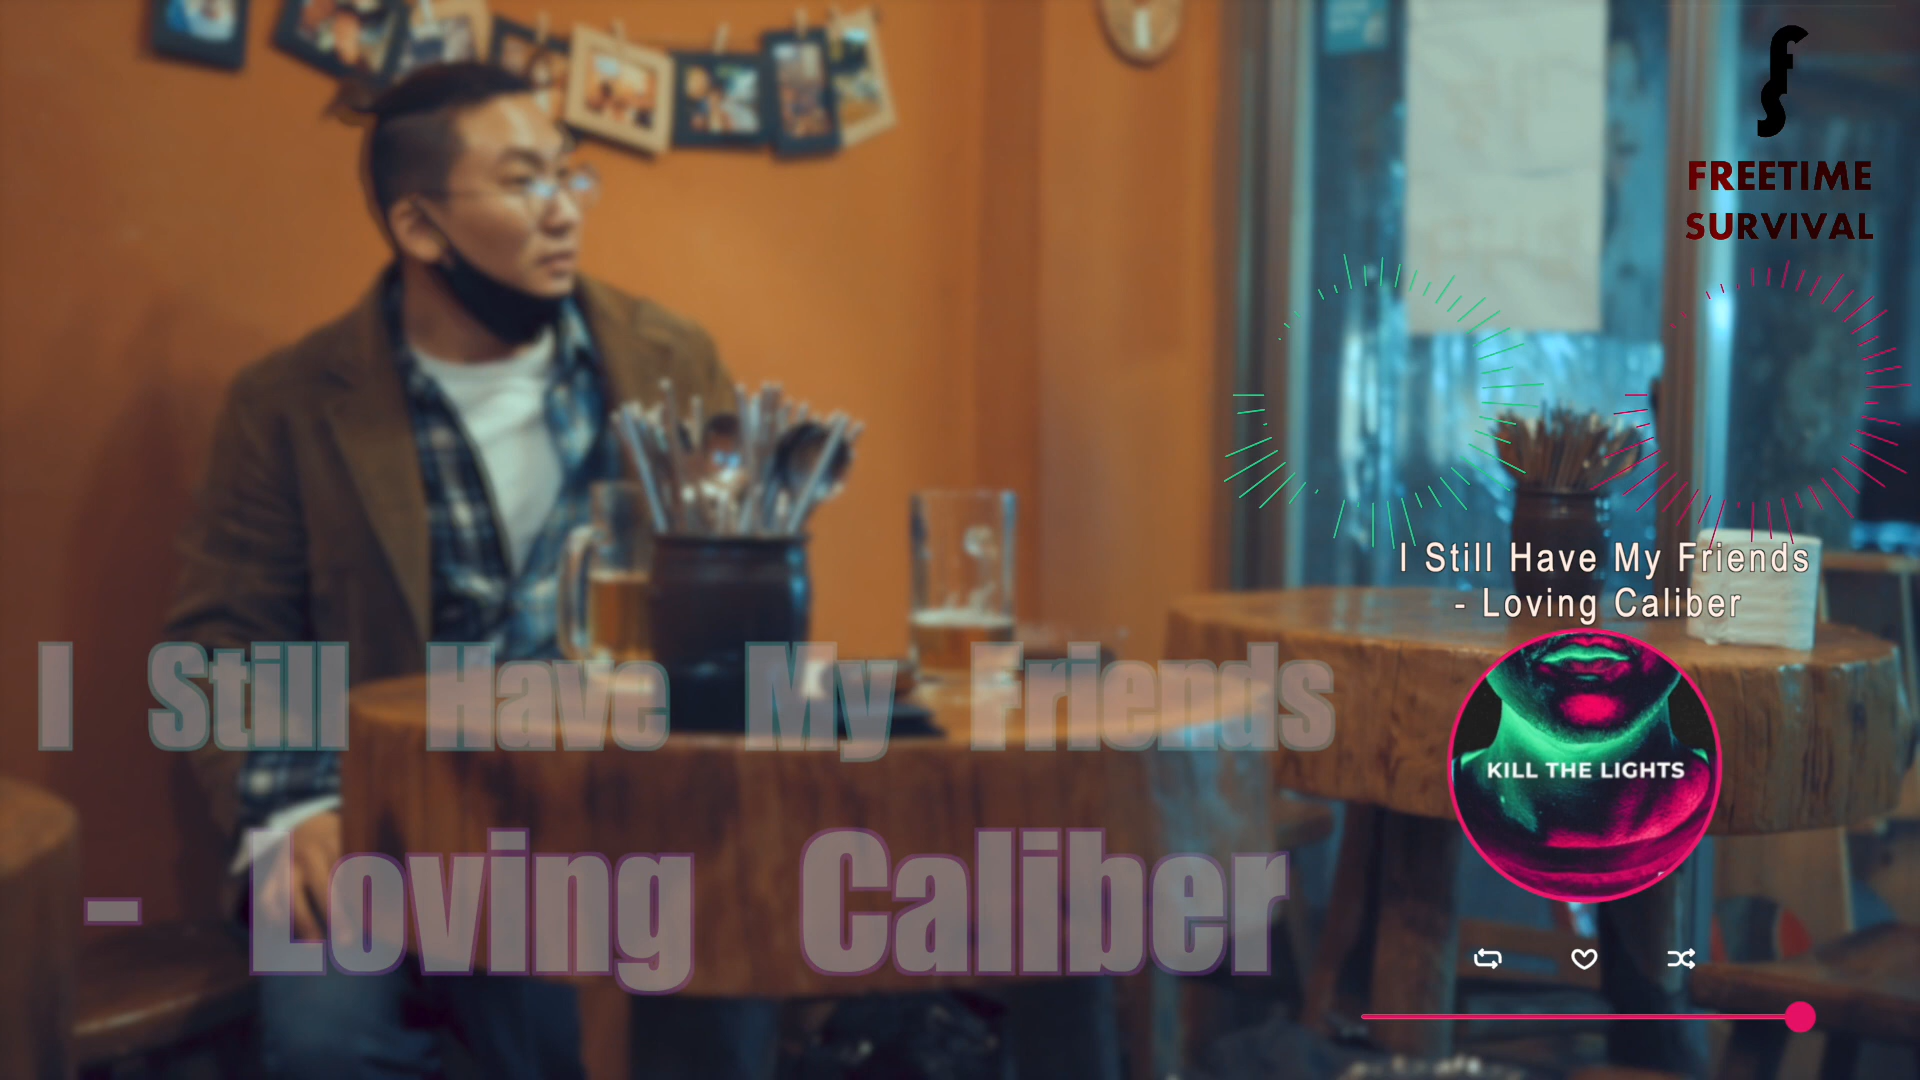 FREETIME
SURVIVAL
I Still Have My Friends
- Loving Caliber
KILL THE LIGHTS
I Still Have My Friends
- Loving Caliber